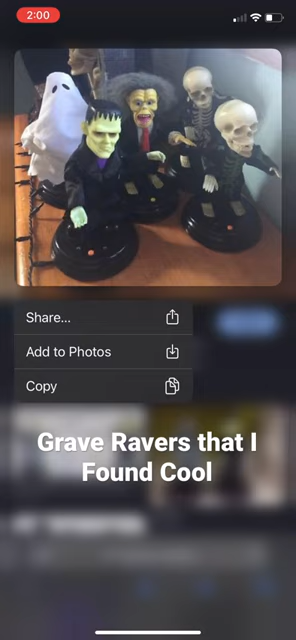 2:00
Share...
Add to Photos
Copy
Grave Ravers that I
Found Cool